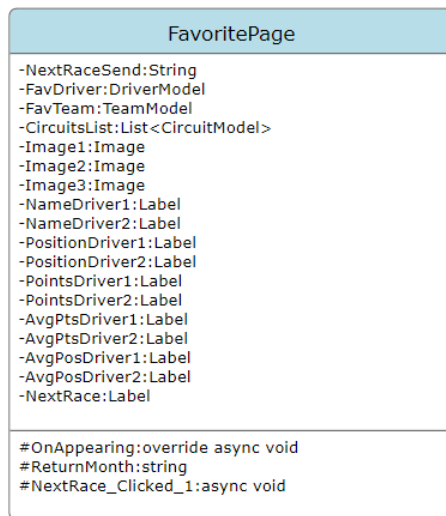 FavoritePage
-NextRaceSend:String
-FavDriver:DriverModel
-FavTeam:TeamModel
-CircuitsList:List<CircuitModel>
-Image1:Image
-Image2:Image
-Image3:Image
-NameDriver1:Label
-NameDriver2:Label
-PositionDriver1:Label
-PositionDriver2:Label
-PointsDriver1:Label
-PointsDriver2:Label
-AvgPtsDriver1:Label
-AvgPtsDriver2:Label
-AvgPosDriver1:Label
-AvgPosDriver2:Label
-NextRace:Label
#OnAppearing:override async void
#ReturnMonth:string
#NextRace_Clicked_1:async void